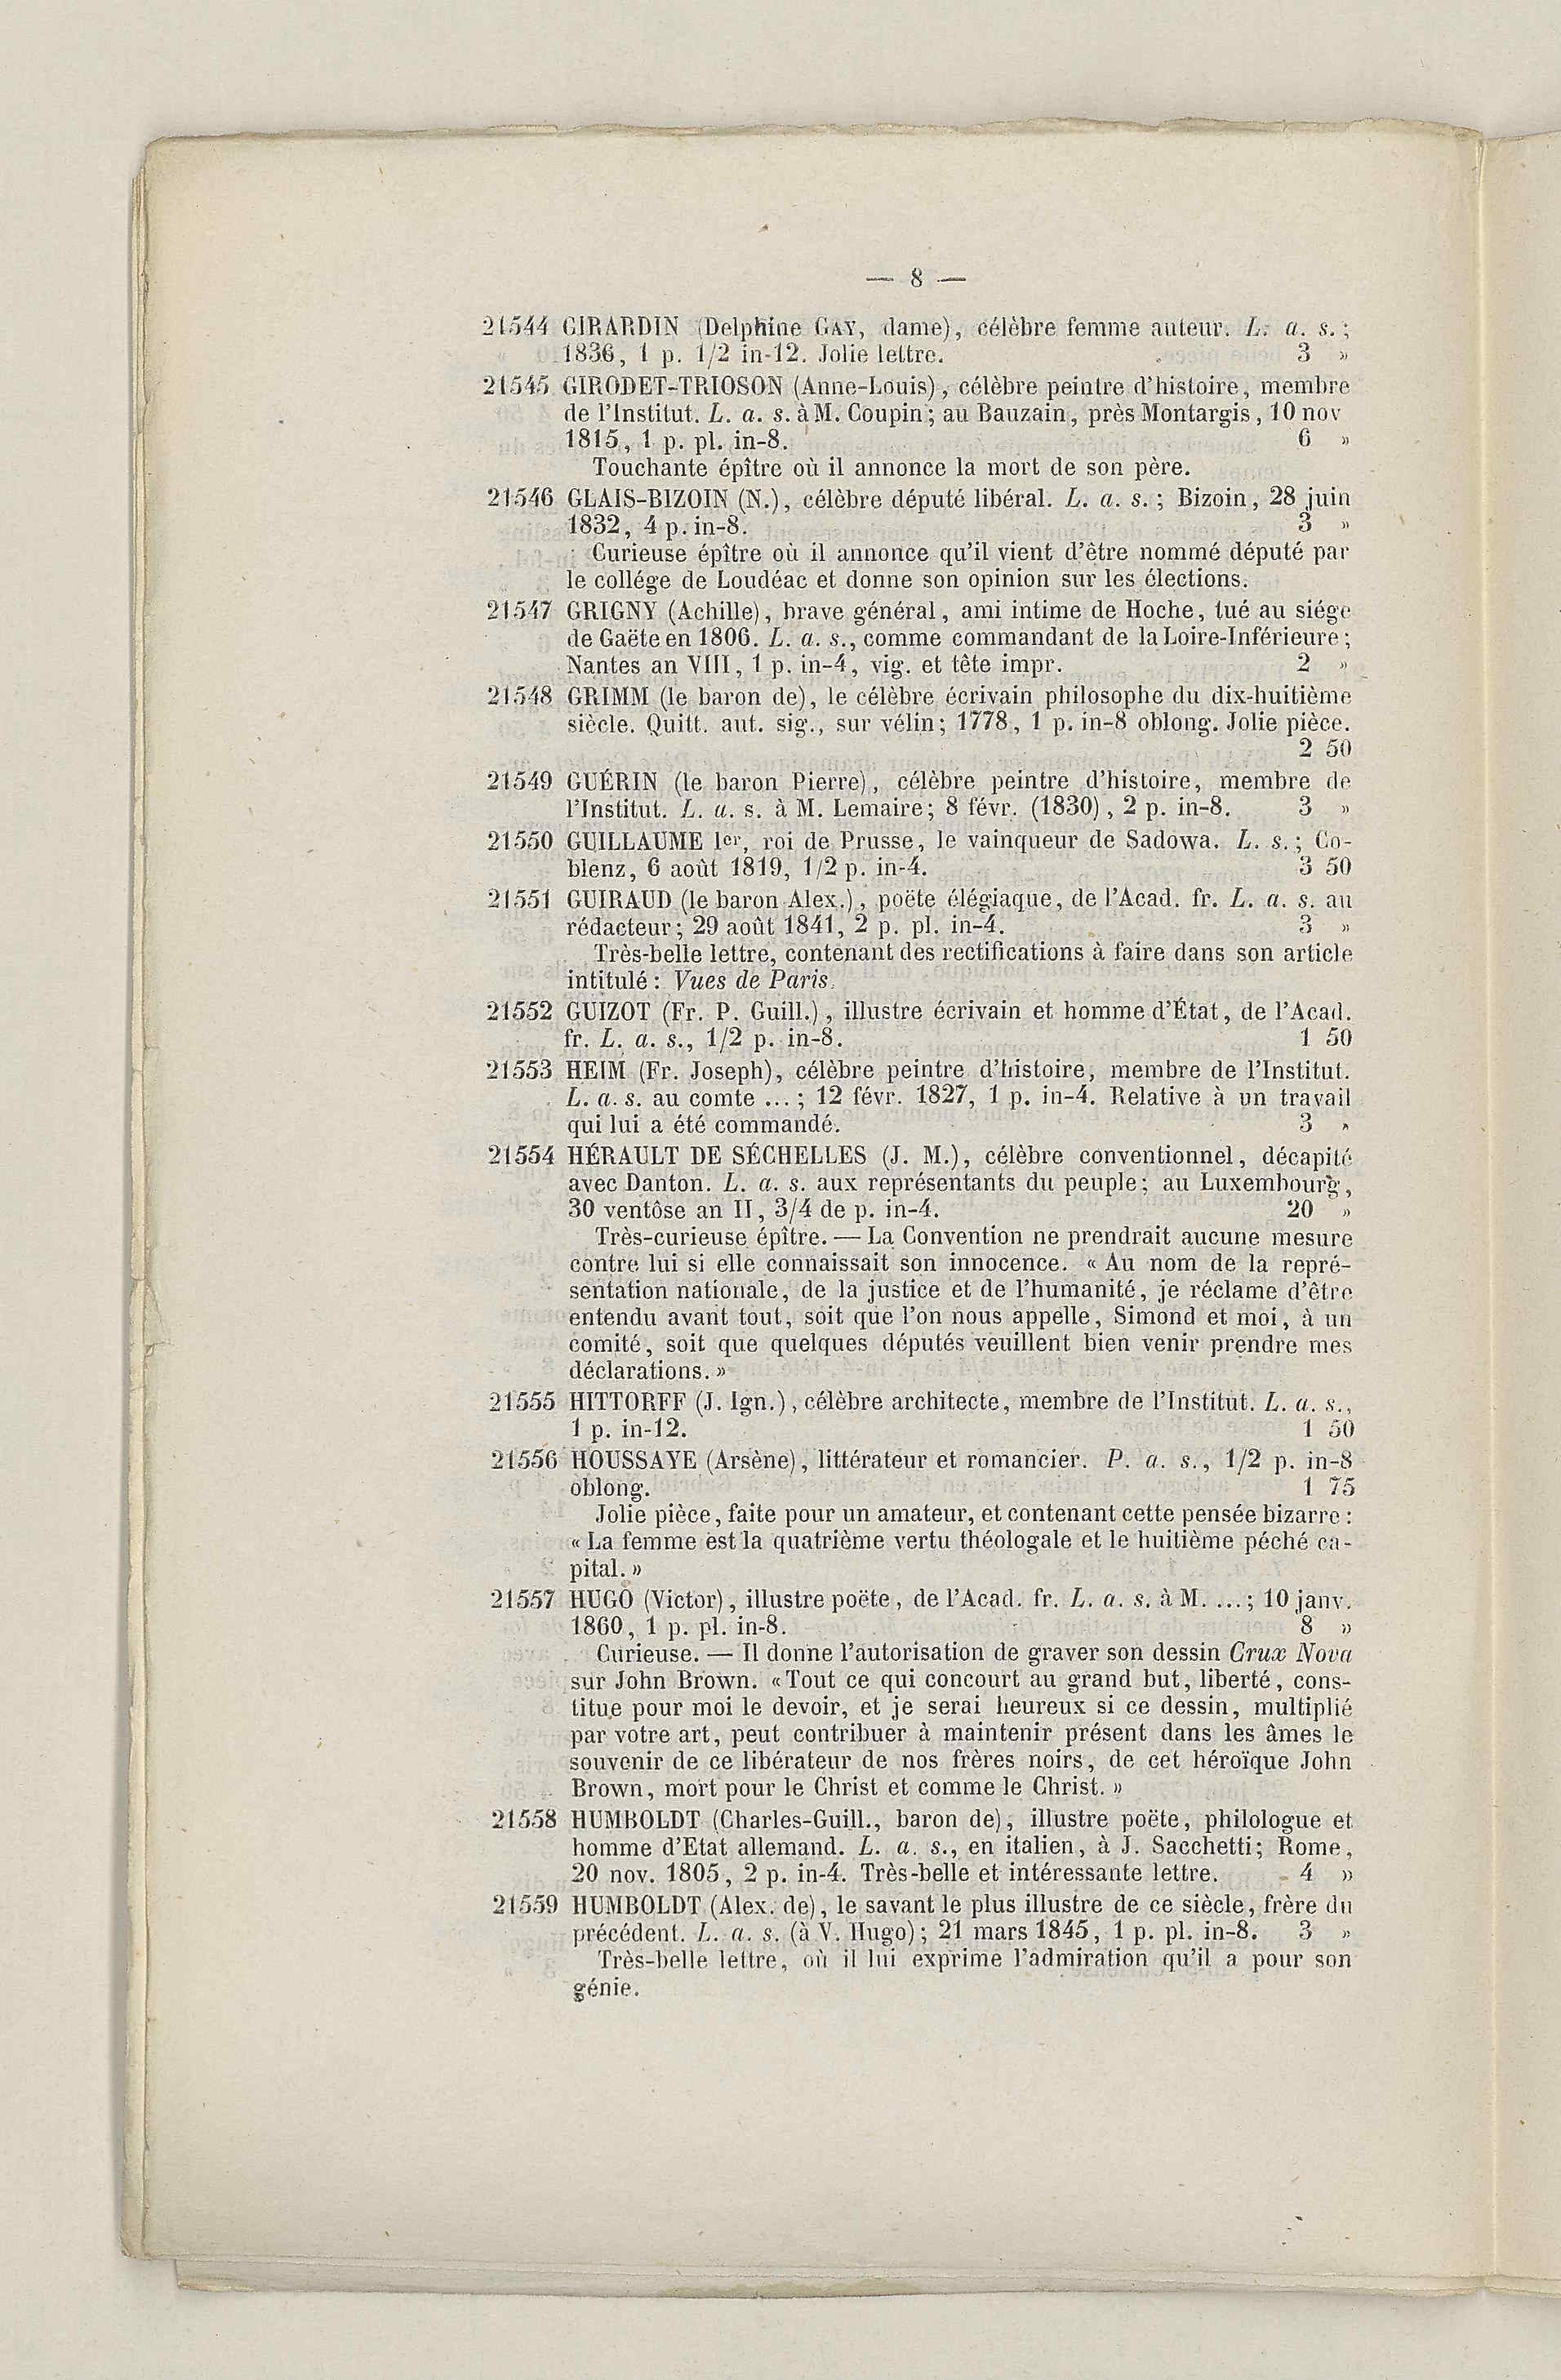 — 8 —
21544 GIRARDIN (Delphine GAY, dame), célèbre femme auteur. L. a. s. ;
1836, 1 p. 1/2 in-12. Jolie lettre. 3 »
21545 GIRODET-TRIOSON (Anne-Louis), célèbre peintre d'histoire, membre
de l'Institut. L. a. s. à M. Coupin ; au Bauzain, près Montargis, 10 nov
1815, 1 p. pl. in-8. 6 »
Touchante épître où il annonce la mort de son père.
21546 GLAIS-BIZOIN (N.), célèbre député libéral. L. a. s. ; Bizoin, 28 juin
1832, 4 p. in-8. 3 »
Curieuse épître où il annonce qu'il vient d'être nommé député par
le collége de Loudéac et donne son opinion sur les élections.
21547 GRIGNY (Achille), brave général, ami intime de Hoche, tué au siége
de Gaëte en 1806. L. a. s., comme commandant de la Loire-Inférieure ;
Nantes an VIII, 1 p. in-4, vig. et tête impr. 2 »
21548 GRIMM (le baron de), le célèbre écrivain philosophe du dix-huitième
siècle. Quitt. aut. sig., sur vélin ; 1778, 1 p. in-8 oblong. Jolie pièce.
2 50
21549 GUÉRIN (le baron Pierre), célèbre peintre d'histoire, membre de
l'Institut. L. a. s. à M. Lemaire ; 8 févr. (1830), 2 p. in-8. 3 »
21550 GUILLAUME Ier, roi de Prusse, le vainqueur de Sadowa. L. s. ; Co-
blenz, 6 août 1819, 1/2 p. in-4. 3 50
21551 GUIRAUD (le baron Alex.), poëte élégiaque, de l'Acad. fr. L. a. s. au
rédacteur ; 29 août 1841, 2 p. pl. in-4. 3 »
Très-belle lettre, contenant des rectifications à faire dans son article
intitulé : Vues de Paris.
21552 GUIZOT (Fr. P. Guill.), illustre écrivain et homme d'État, de l'Acad.
fr. L. a. s., 1/2 p. in-8. 1 50
21553 HEIM (Fr. Joseph), célèbre peintre d'histoire, membre de l'Institut.
L. a. s. au comte ... ; 12 févr. 1827, 1 p. in-4. Relative à un travail
qui lui a été commandé. 3 »
21554 HÉRAULT DE SÉCHELLES (J. M.), célèbre conventionnel, décapité
avec Danton. L. a. s. aux représentants du peuple ; au Luxembourg,
30 ventôse an II, 3/4 de p. in-4. 20 »
Très-curieuse épître. — La Convention ne prendrait aucune mesure
contre lui si elle connaissait son innocence. « Au nom de la repré-
sentation nationale, de la justice et de l'humanité, je réclame d'être
entendu avant tout, soit que l'on nous appelle, Simond et moi, à un
comité, soit que quelques députés veuillent bien venir prendre mes
déclarations. »
21555 HITTORFF (J. Ign.), célèbre architecte, membre de l'Institut. L. a. s.,
1 p. in-12. 1 50
21556 HOUSSAYE (Arsène), littérateur et romancier. P. a. s., 1/2 p. in-8
oblong. 1 75
Jolie pièce, faite pour un amateur, et contenant cette pensée bizarre :
« La femme est la quatrième vertu théologale et le huitième péché ca-
pital. »
21557 HUGO (Victor), illustre poëte, de l'Acad. fr. L. a. s. à M. ... ; 10 janv.
1860, 1 p. pl. in-8. 8 »
Curieuse. — Il donne l'autorisation de graver son dessin Crux Nova
sur John Brown. « Tout ce qui concourt au grand but, liberté, cons-
titue pour moi le devoir, et je serai heureux si ce dessin, multiplié
par votre art, peut contribuer à maintenir présent dans les âmes le
souvenir de ce libérateur de nos frères noirs, de cet héroïque John
Brown, mort pour le Christ et comme le Christ. »
21558 HUMBOLDT (Charles-Guill., baron de), illustre poëte, philologue et
homme d'Etat allemand. L. a. s., en italien, à J. Sacchetti ; Rome,
20 nov. 1805, 2 p. in-4. Très-belle et intéressante lettre. 4 »
21559 HUMBOLDT (Alex. de), le savant le plus illustre de ce siècle, frère du
précédent. L. a. s. (à V. Hugo) ; 21 mars 1845, 1 p. pl. in-8. 3 »
Très-belle lettre, où il lui exprime l'admiration qu'il a pour son
génie.